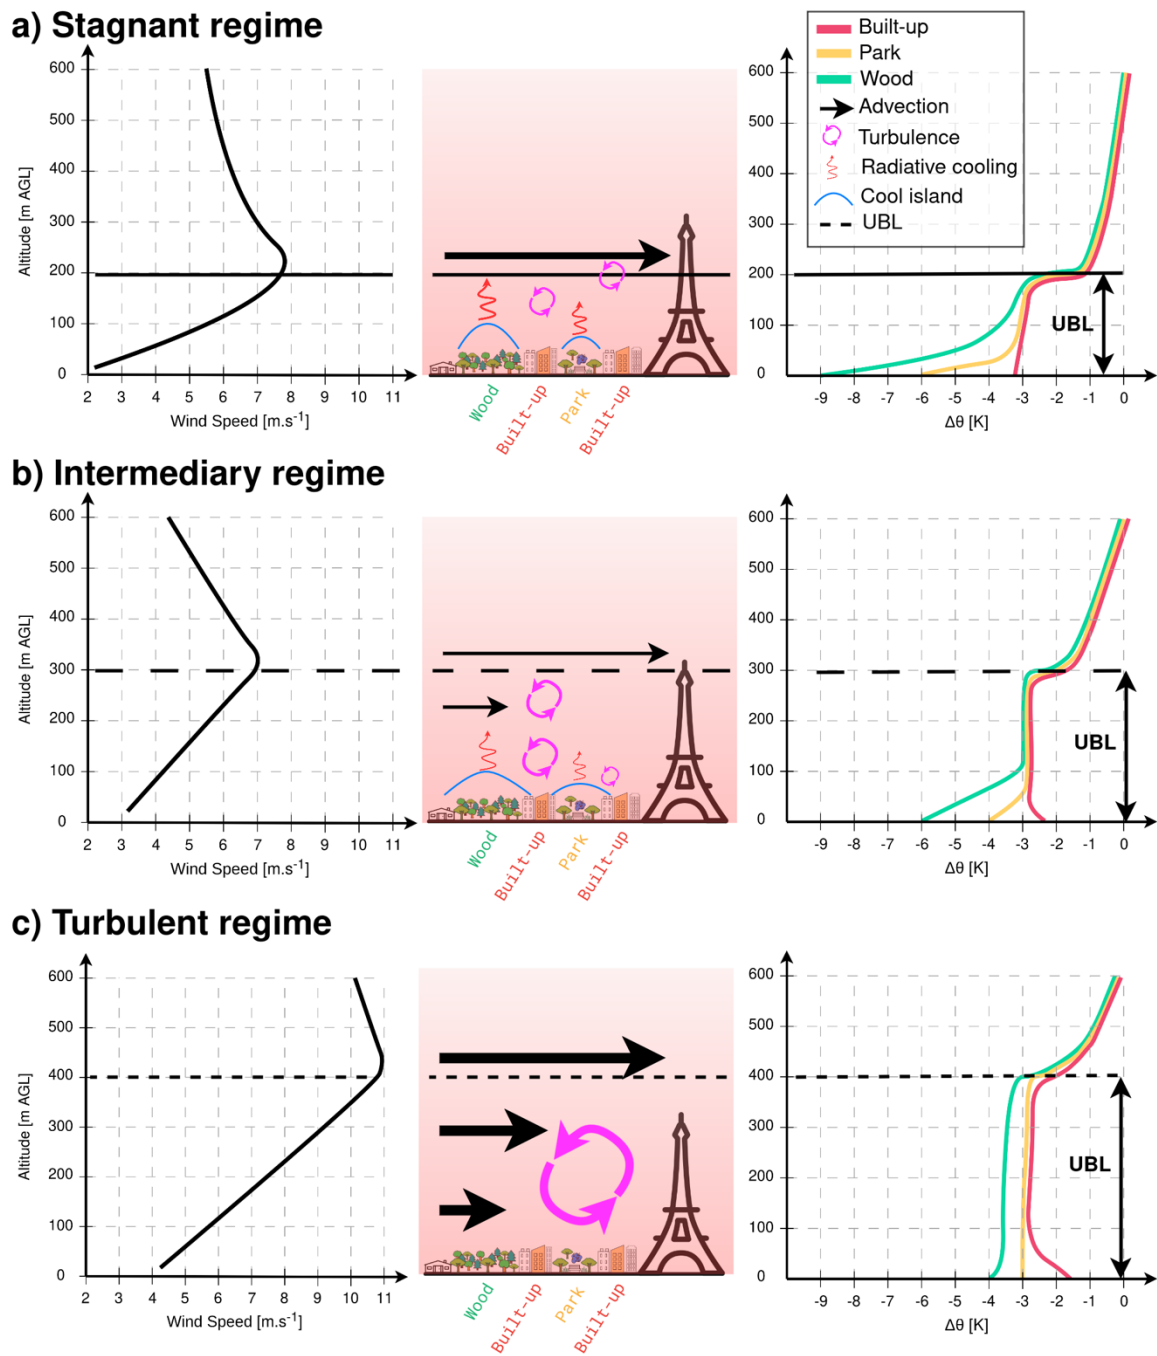 a) Stagnant regime
600
500
400
300
200
100
0
Altitude [m AGL]
2 3 4 5 6 7 8 9 10 11
Wind Speed [m.s-1]
Wood
Built-up
Park
Built-up
Built-up
Park
Wood
Advection
Turbulence
Radiative cooling
Cool island
UBL
600
500
400
300
200
100
0
UBL
-9 -8 -7 -6 -5 -4 -3 -2 -1 0
Δθ [K]
b) Intermediary regime
600
500
400
300
200
100
0
Altitude [m AGL]
2 3 4 5 6 7 8 9 10 11
Wind Speed [m.s-1]
Wood
Built-up
Park
Built-up
600
500
400
300
200
100
0
UBL
-9 -8 -7 -6 -5 -4 -3 -2 -1 0
Δθ [K]
c) Turbulent regime
600
500
400
300
200
100
0
Altitude [m AGL]
2 3 4 5 6 7 8 9 10 11
Wind Speed [m.s-1]
Wood
Built-up
Park
Built-up
600
500
400
300
200
100
0
UBL
-9 -8 -7 -6 -5 -4 -3 -2 -1 0
Δθ [K]